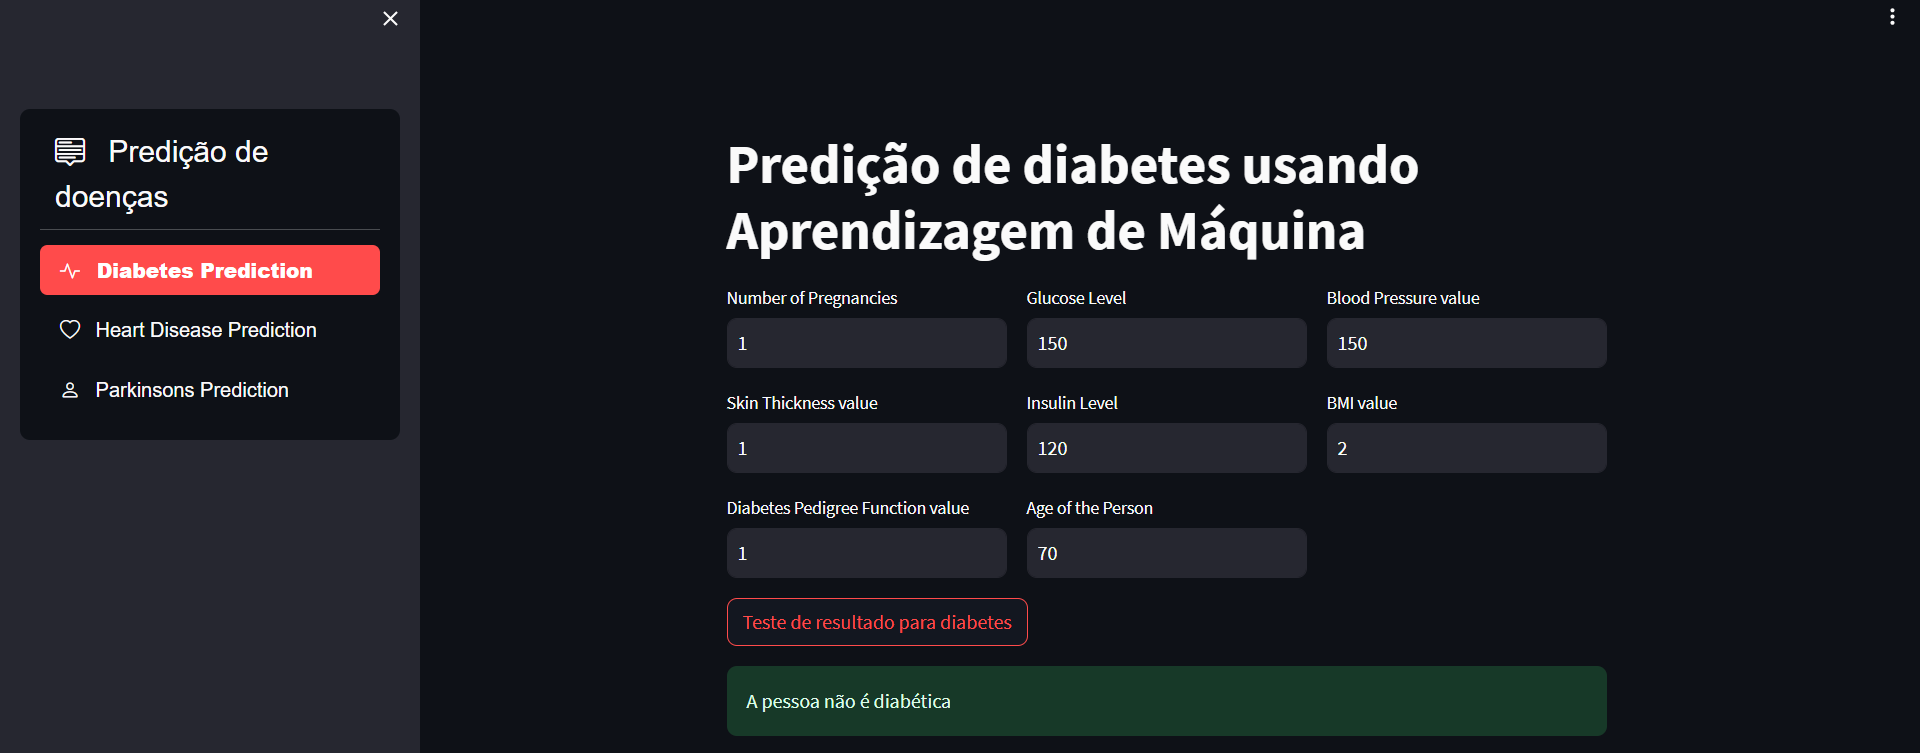 Predição de
doenças
Diabetes Prediction
Heart Disease Prediction
Parkinsons Prediction
Predição de diabetes usando
Aprendizagem de Máquina
Number of Pregnancies
Glucose Level
Blood Pressure value
1
150
150
Skin Thickness value
Insulin Level
BMI value
1
120
2
Diabetes Pedigree Function value
Age of the Person
1
70
Teste de resultado para diabetes
A pessoa não é diabética